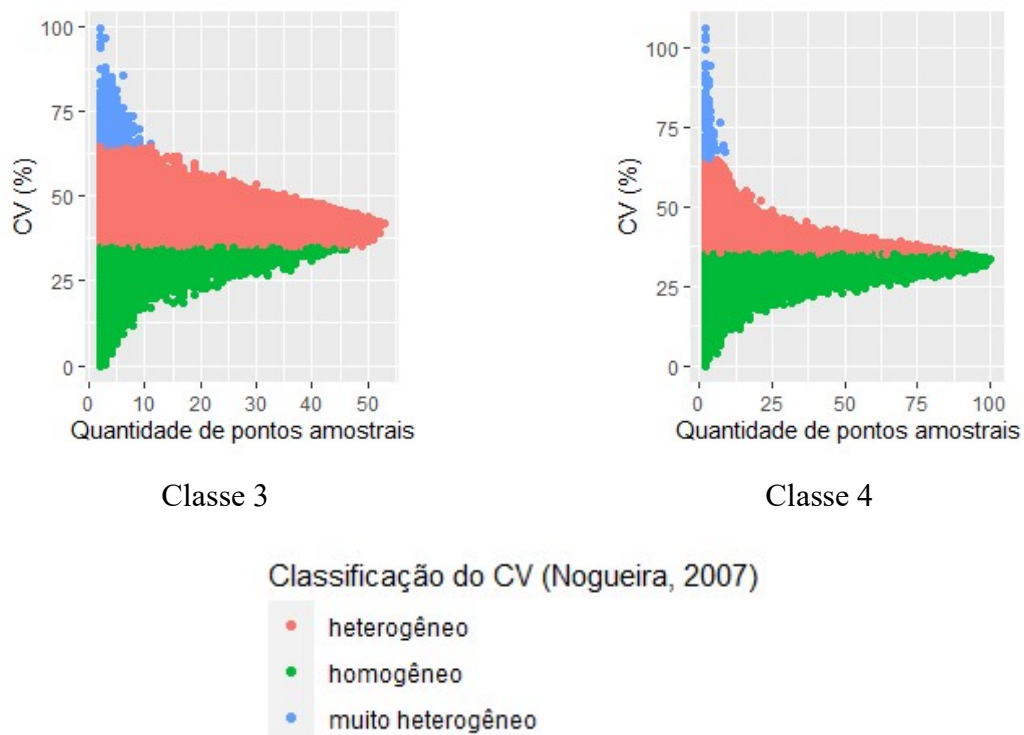 100
75
50
25
0
CV (%)
0 10 20 30 40 50
Quantidade de pontos amostrais
Classe 3
100
75
50
25
0
CV (%)
0 25 50 75 100
Quantidade de pontos amostrais
Classe 4
Classificação do CV (Nogueira, 2007)
heterogêneo
homogêneo
muito heterogêneo